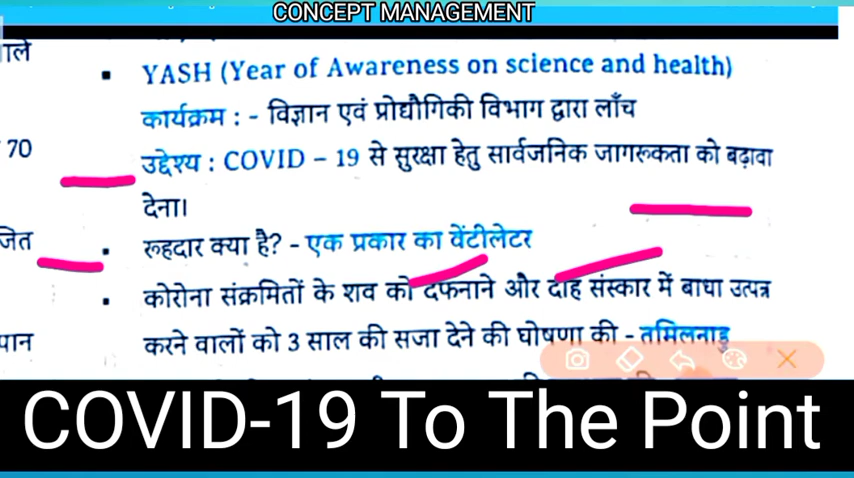 CONCEPT MANAGEMENT
YASH (Year of Awareness on science and health)
कार्यक्रम : - विज्ञान एवं प्रोद्यौगिकी विभाग द्वारा लाँच
70
उद्देश्य : COVID – 19 से सुरक्षा हेतु सार्वजनिक जागरूकता को बढ़ावा
देना।
रूहदार क्या है? - एक प्रकार का वेंटीलेटर
कोरोना संक्रमितों के शव को दफनाने और दाह संस्कार में बाधा उत्पन्न
करने वालों को 3 साल की सजा देने की घोषणा की - तमिलनाडु
COVID-19 To The Point